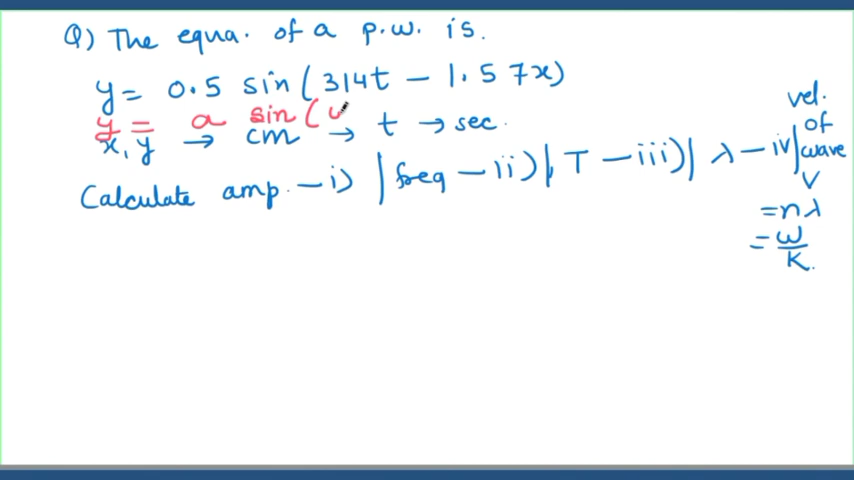 Q) The equa. of a p.w. is.
y = 0.5 sin(314t - 1.57x)
y = a sin(
x, y → cm → t → sec.
Calculate amp. - i) | freq - ii) |, T - iii) | λ - iv |
vel.
of
wave
v
= nλ
= ω/K.